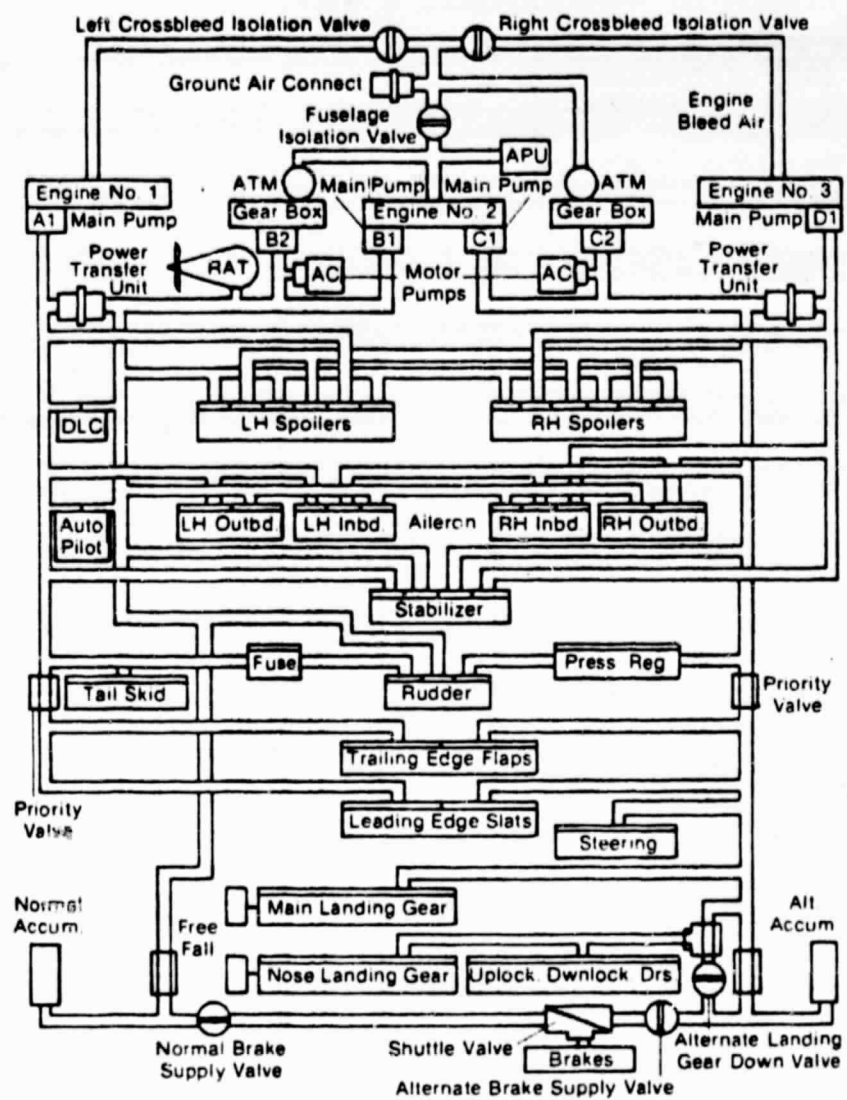 Left Crossbleed Isolation Valve
Right Crossbleed Isolation Valve
Ground Air Connect
Engine
Bleed Air
Fuselage
Isolation Valve
APU
ATM
Main Pump
Main Pump
ATM
Engine No. 1
Gear Box
Engine No. 2
Gear Box
Engine No. 3
A1
Main Pump
B2
B1
C1
C2
Main Pump
D1
Power
Transfer
Unit
RAT
AC
Motor
Pumps
AC
Power
Transfer
Unit
DLC
LH Spoilers
RH Spoilers
Auto
Pilot
LH Outbd.
LH Inbd.
Aileron
RH Inbd.
RH Outbd.
Stabilizer
Fuse
Press Reg
Tail Skid
Rudder
Priority
Valve
Trailing Edge Flaps
Priority
Valve
Leading Edge Slats
Steering
Normal
Accum.
Free
Fall
Main Landing Gear
Alt
Accum
Nose Landing Gear
Uplock. Dwnlock Drs.
Normal Brake
Supply Valve
Shuttle Valve
Brakes
Alternate Landing
Gear Down Valve
Alternate Brake Supply Valve